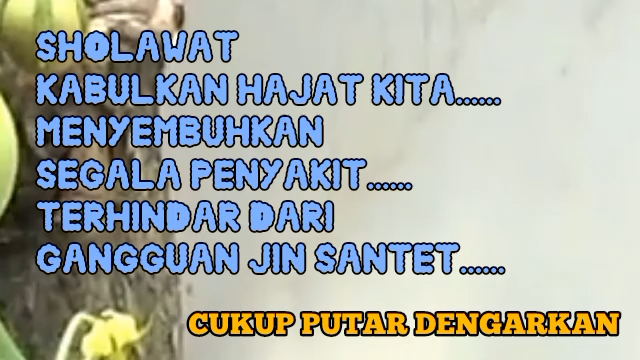 SHOLAWAT
KABULKAN HAJAT KITA......
MENYEMBUHKAN
SEGALA PENYAKIT......
TERHINDAR DARI
GANGGUAN JIN SANTET......
CUKUP PUTAR DENGARKAN